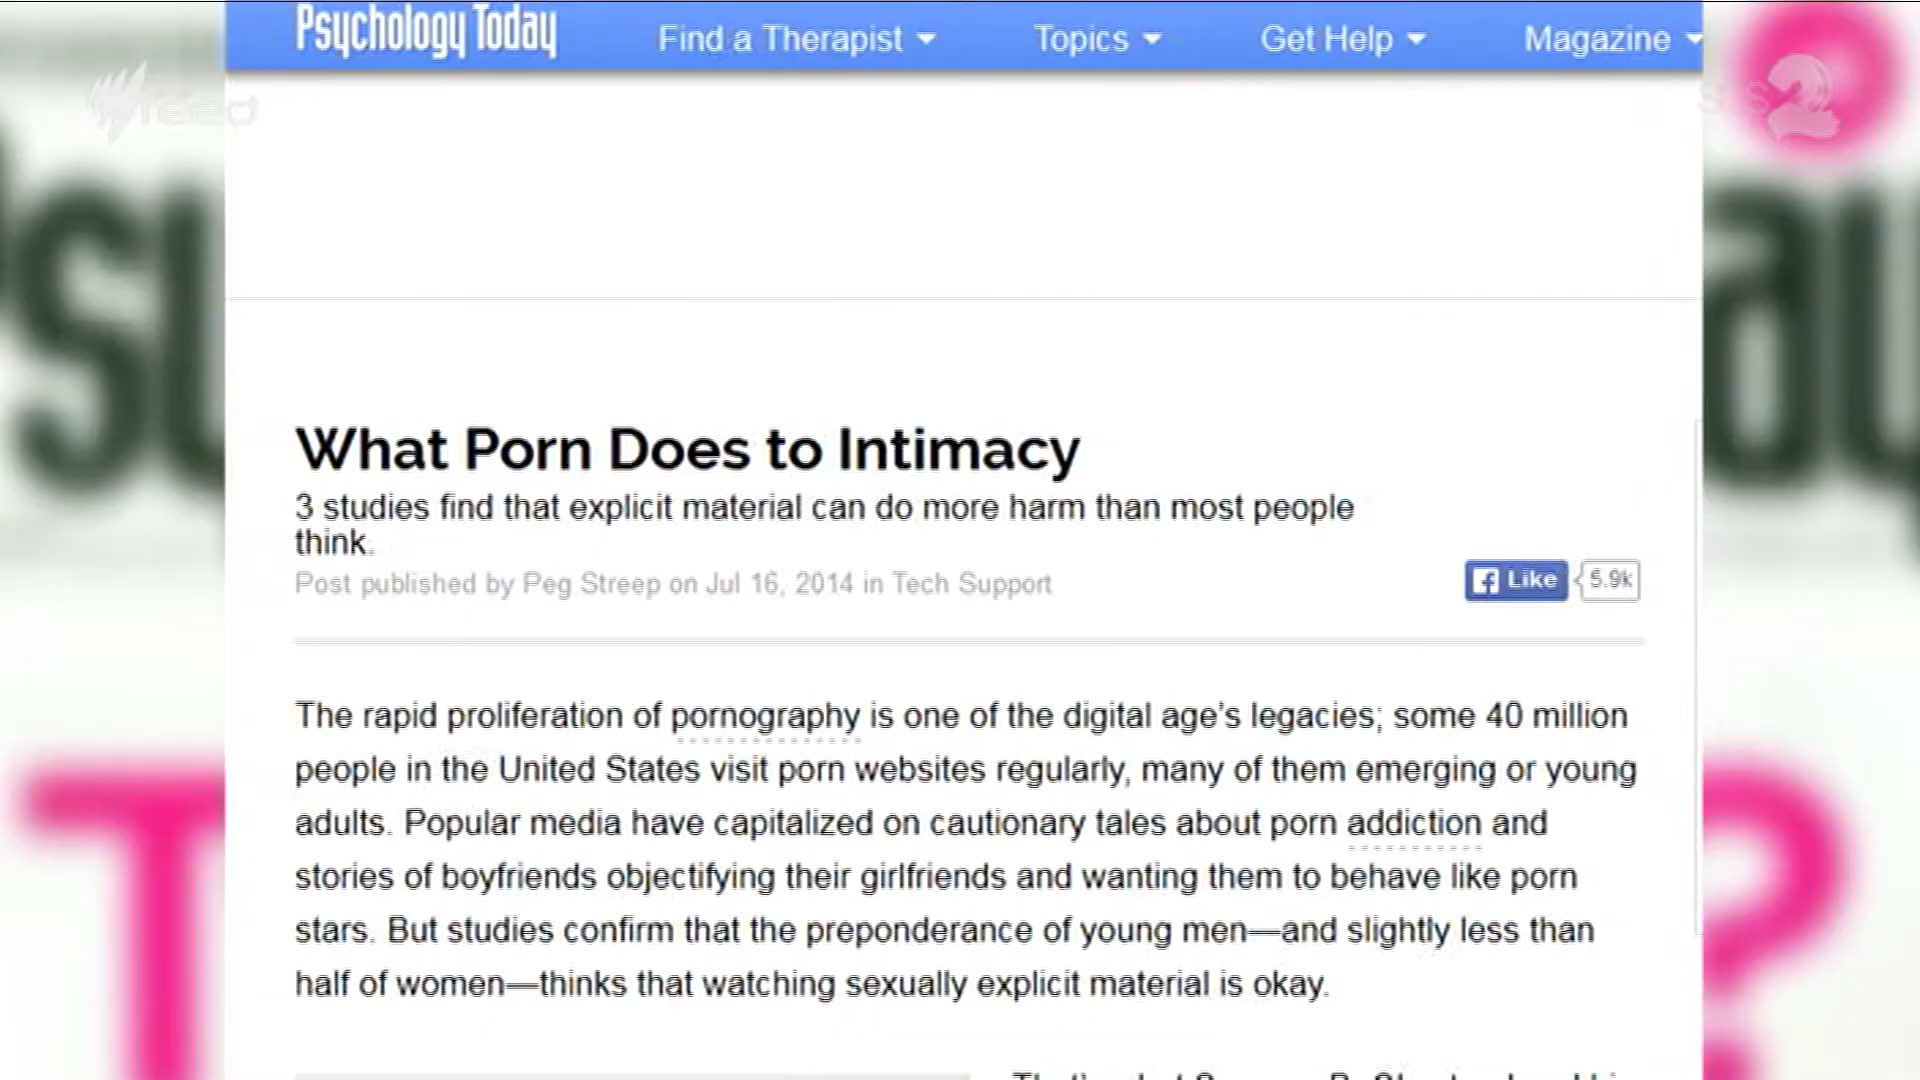 Psychology Today Find a Therapist Topics Get Help Magazine
What Porn Does to Intimacy
3 studies find that explicit material can do more harm than most people
think.
Post published by Peg Streep on Jul 16, 2014 in Tech Support
Like 5.9k
The rapid proliferation of pornography is one of the digital age's legacies; some 40 million
people in the United States visit porn websites regularly, many of them emerging or young
adults. Popular media have capitalized on cautionary tales about porn addiction and
stories of boyfriends objectifying their girlfriends and wanting them to behave like porn
stars. But studies confirm that the preponderance of young men—and slightly less than
half of women—thinks that watching sexually explicit material is okay.